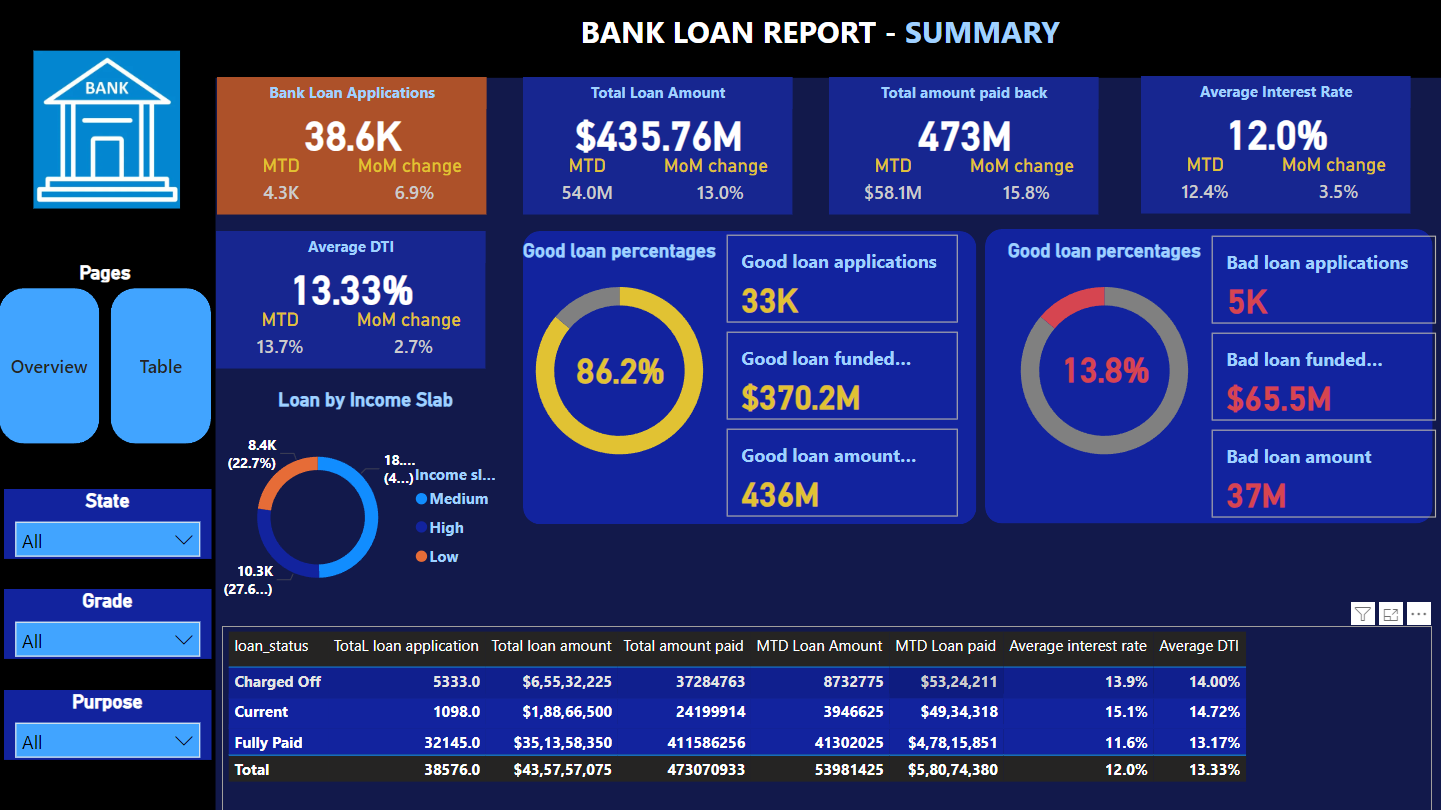 BANK LOAN REPORT - SUMMARY
BANK
Bank Loan Applications
38.6K
MTD MoM change
4.3K 6.9%
Total Loan Amount
$435.76M
MTD MoM change
54.0M 13.0%
Total amount paid back
473M
MTD MoM change
$58.1M 15.8%
Average Interest Rate
12.0%
MTD MoM change
12.4% 3.5%
Average DTI
13.33%
MTD MoM change
13.7% 2.7%
Good loan percentages
86.2%
Good loan applications
33K
Good loan funded...
$370.2M
Good loan amount...
436M
Good loan percentages
13.8%
Bad loan applications
5K
Bad loan funded...
$65.5M
Bad loan amount
37M
Pages
Overview Table
Loan by Income Slab
8.4K
(22.7%)
18....
(4...)
10.3K
(27.6...)
Income sl...
Medium
High
Low
State
All
Grade
All
Purpose
All
loan_status TotaL loan application Total loan amount Total amount paid MTD Loan Amount MTD Loan paid Average interest rate Average DTI
Charged Off 5333.0 $6,55,32,225 37284763 8732775 $53,24,211 13.9% 14.00%
Current 1098.0 $1,88,66,500 24199914 3946625 $49,34,318 15.1% 14.72%
Fully Paid 32145.0 $35,13,58,350 411586256 41302025 $4,78,15,851 11.6% 13.17%
Total 38576.0 $43,57,57,075 473070933 53981425 $5,80,74,380 12.0% 13.33%